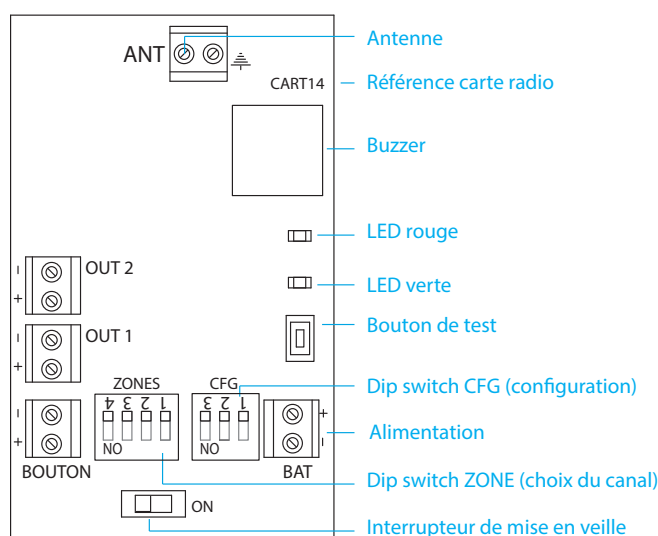 ANT
Antenne
CART14
Référence carte radio
Buzzer
LED rouge
OUT 2
- +
LED verte
OUT 1
- +
Bouton de test
ZONES
4 3 2 1
NO
CFG
3 2 1
NO
Dip switch CFG (configuration)
- +
BOUTON
+ -
BAT
Alimentation
Dip switch ZONE (choix du canal)
ON
Interrupteur de mise en veille